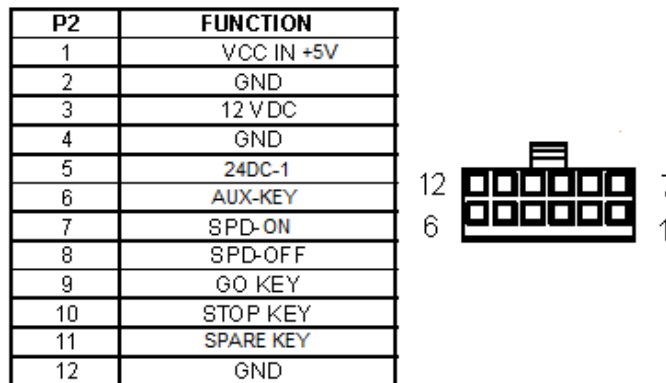 P2 FUNCTION
1 VCC IN +5V
2 GND
3 12 VDC
4 GND
5 24DC-1
6 AUX-KEY
7 SPD-ON
8 SPD-OFF
9 GO KEY
10 STOP KEY
11 SPARE KEY
12 GND
12 7
6 1